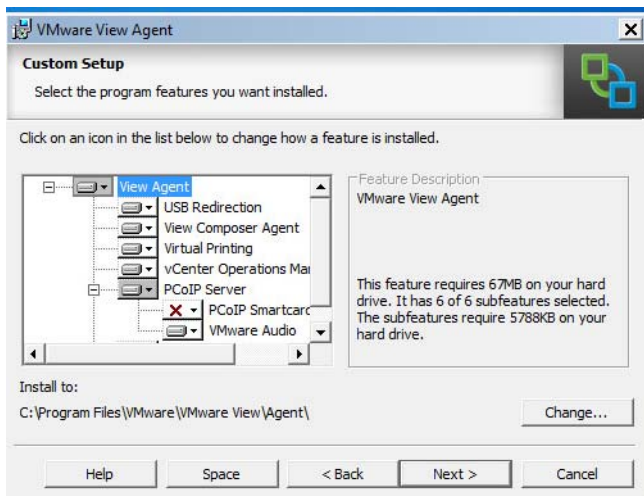 VMware View Agent
Custom Setup
Select the program features you want installed.
Click on an icon in the list below to change how a feature is installed.
View Agent
USB Redirection
View Composer Agent
Virtual Printing
vCenter Operations Ma
PCoIP Server
PCoIP Smartcard
VMware Audio
Feature Description
VMware View Agent
This feature requires 67MB on your hard
drive. It has 6 of 6 subfeatures selected.
The subfeatures require 5788KB on your
hard drive.
Install to:
C:\Program Files\VMware\VMware View\Agent\
Change...
Help
Space
< Back
Next >
Cancel